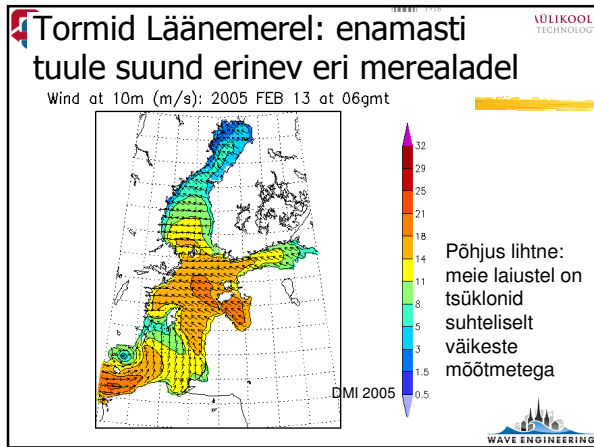 Tormid Läänemerel: enamasti
tuule suund erinev eri merealadel
AÜLIKOOL
TECHNOLOGY
Wind at 10m (m/s): 2005 FEB 13 at 06gmt
32
29
25
21
18
14
11
8
5
3
1.5
0.5
Põhjus lihtne:
meie laiustel on
tsüklonid
suhteliselt
väikeste
mõõtmetega
DMI 2005
WAVE ENGINEERING